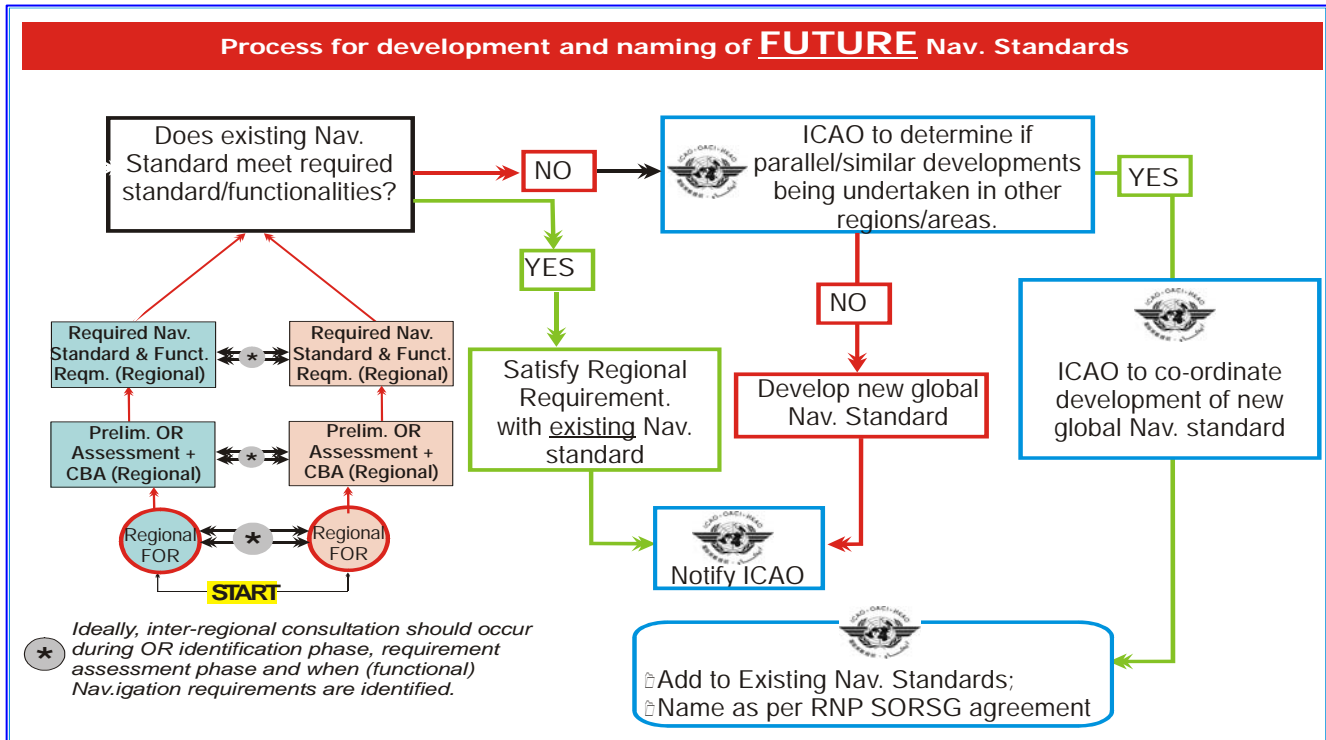 Process for development and naming of FUTURE Nav. Standards
Does existing Nav.
Standard meet required
standard/functionalities?
NO
ICAO to determine if
parallel/similar developments
being undertaken in other
regions/areas.
YES
YES
NO
Required Nav.
Standard & Funct.
Reqm. (Regional)
*
Required Nav.
Standard & Funct.
Reqm. (Regional)
Satisfy Regional
Requirement.
with existing Nav.
standard
Develop new global
Nav. Standard
ICAO to co-ordinate
development of new
global Nav. standard
Prelim. OR
Assessment +
CBA (Regional)
*
Prelim. OR
Assessment +
CBA (Regional)
Regional
FOR
*
Regional
FOR
START
Notify ICAO
* Ideally, inter-regional consultation should occur
during OR identification phase, requirement
assessment phase and when (functional)
Nav.igation requirements are identified.
Add to Existing Nav. Standards;
Name as per RNP SORSG agreement